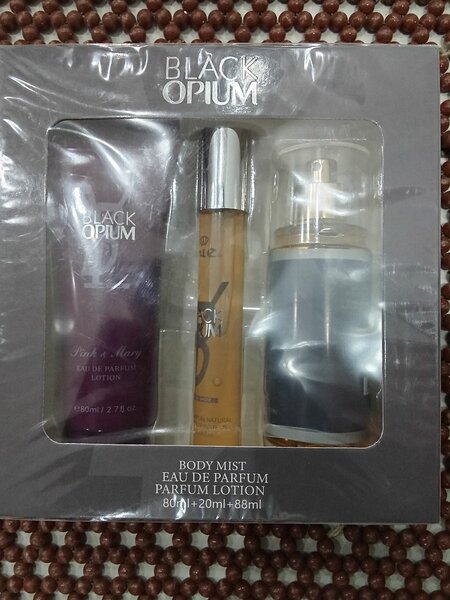 BLACK
OPIUM
BLACK
OPIUM
Pink & Mary
EAU DE PARFUM
LOTION
℮80ml / 2.7 fl. oz.
NATURAL
BODY MIST
EAU DE PARFUM
PARFUM LOTION
80ml+20ml+88ml